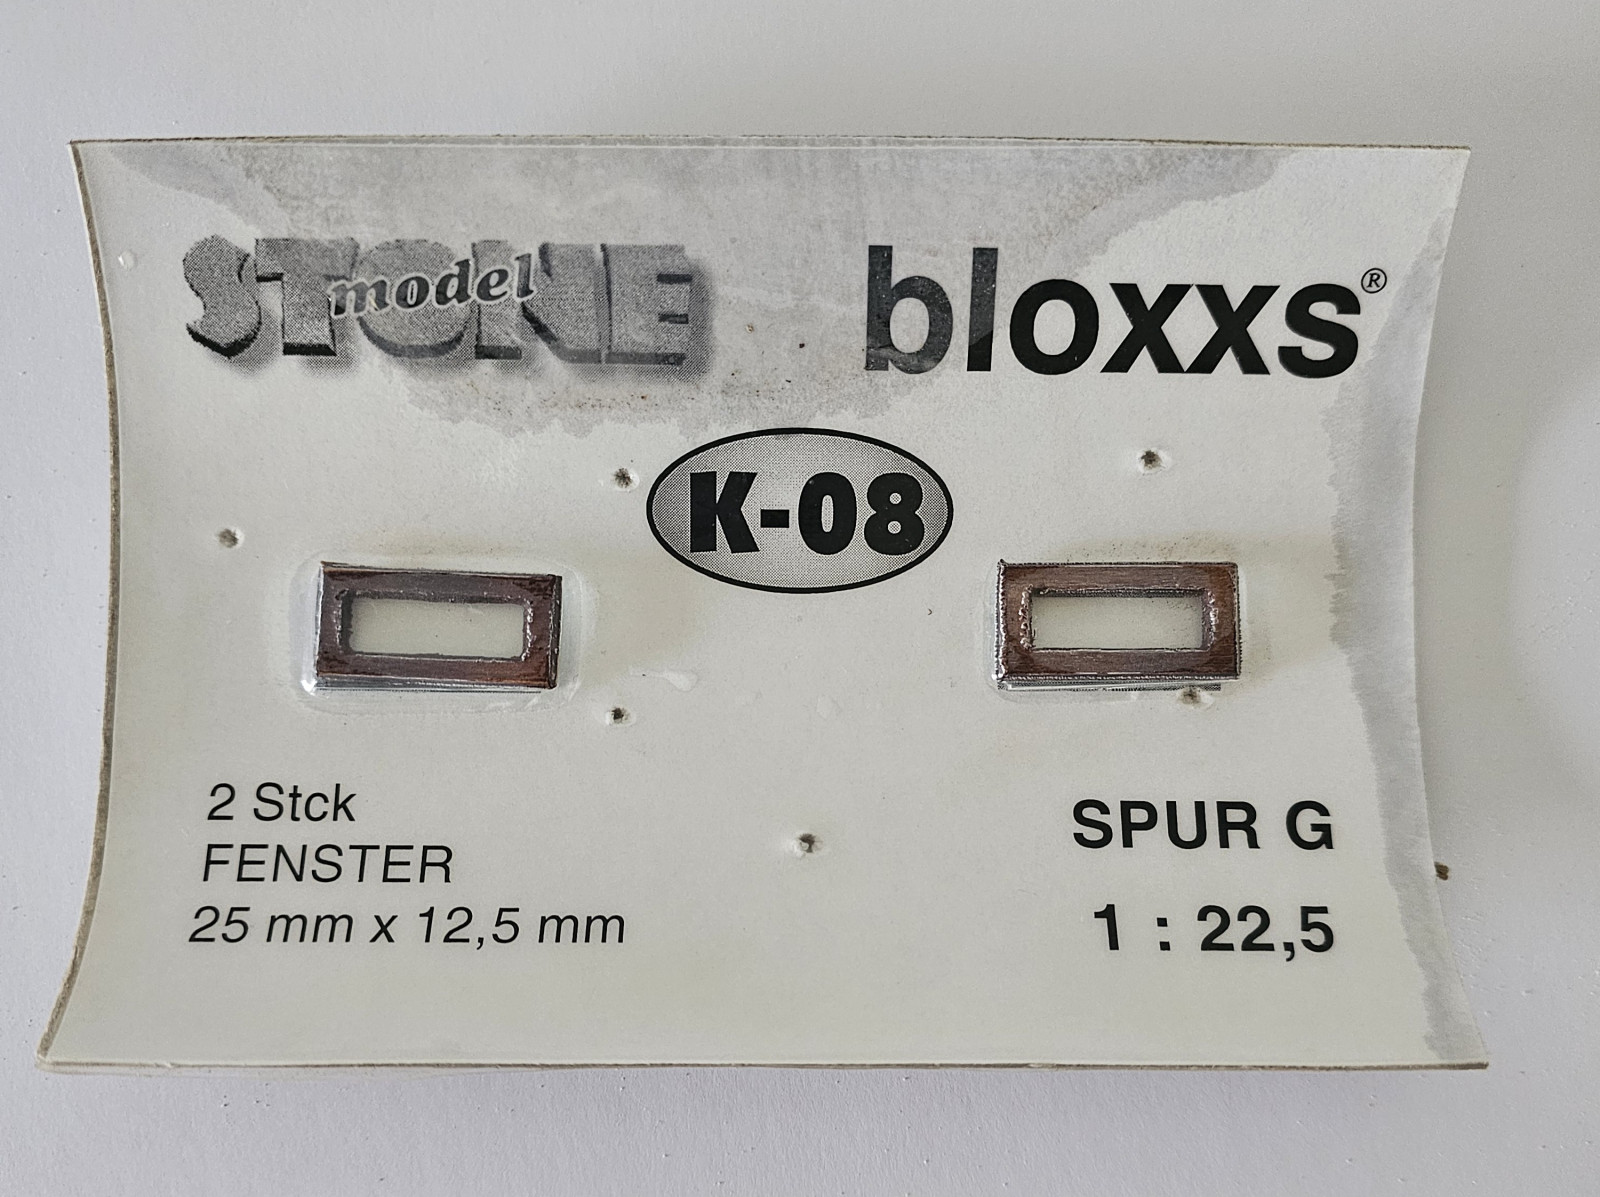 STONE model bloxxs®
K-08
2 Stck
FENSTER
25 mm x 12,5 mm
SPUR G
1 : 22,5